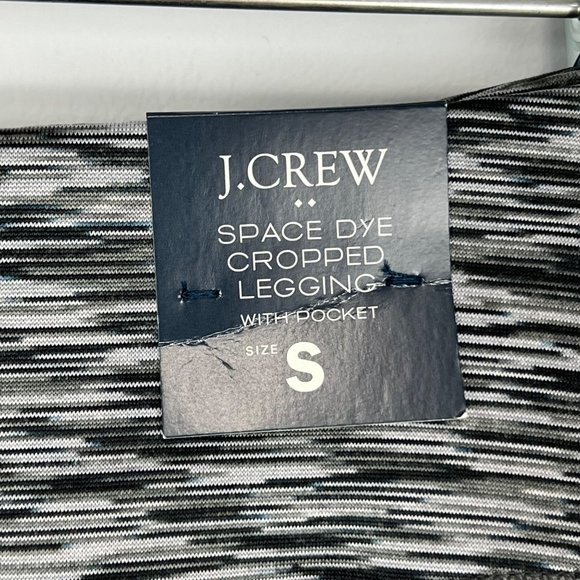 J.CREW
SPACE DYE
CROPPED
LEGGING
WITH POCKET
SIZE S